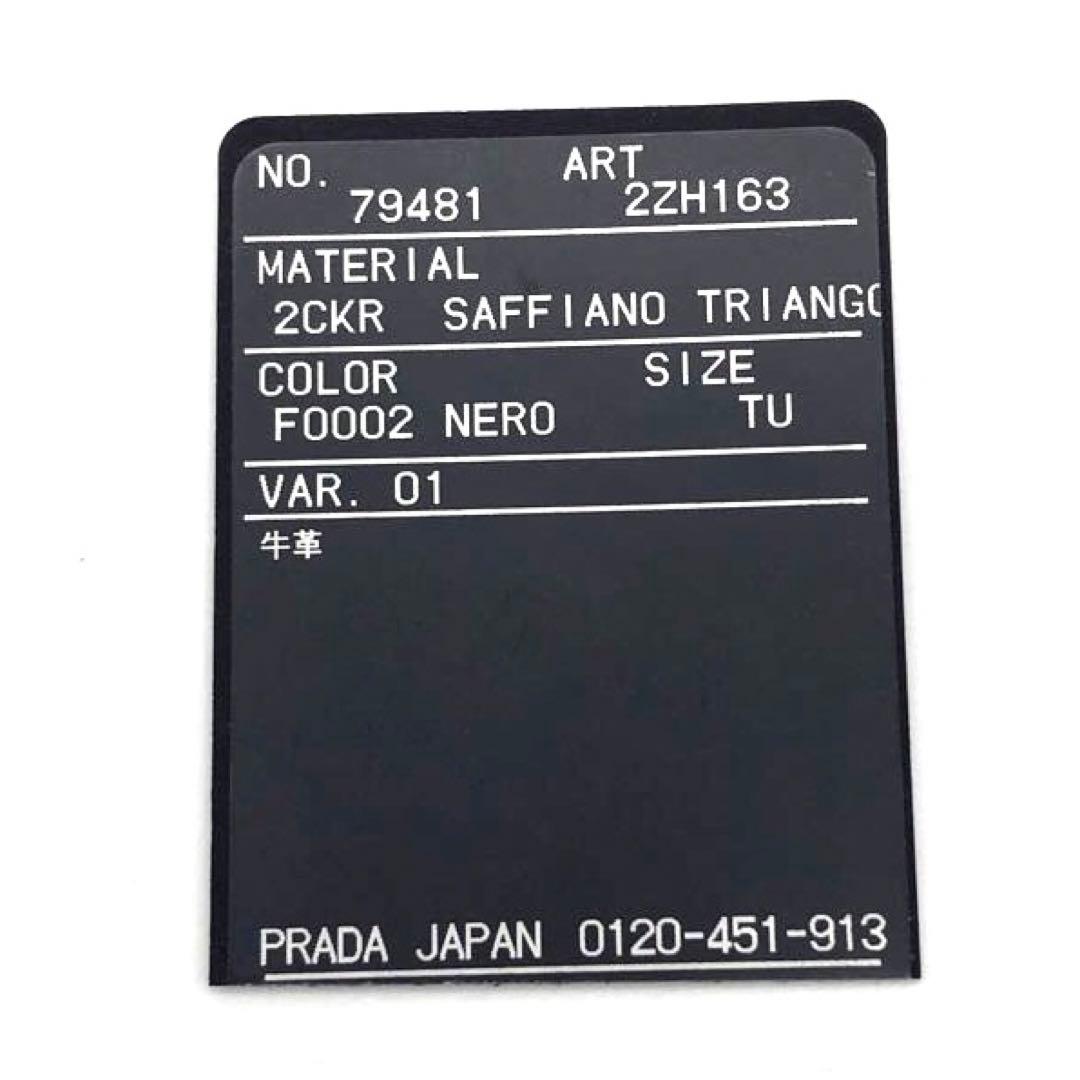 NO. ART
79481 2ZH163
MATERIAL
2CKR SAFFIANO TRIANGO
COLOR SIZE
F0002 NERO TU
VAR. 01
牛革
PRADA JAPAN 0120-451-913